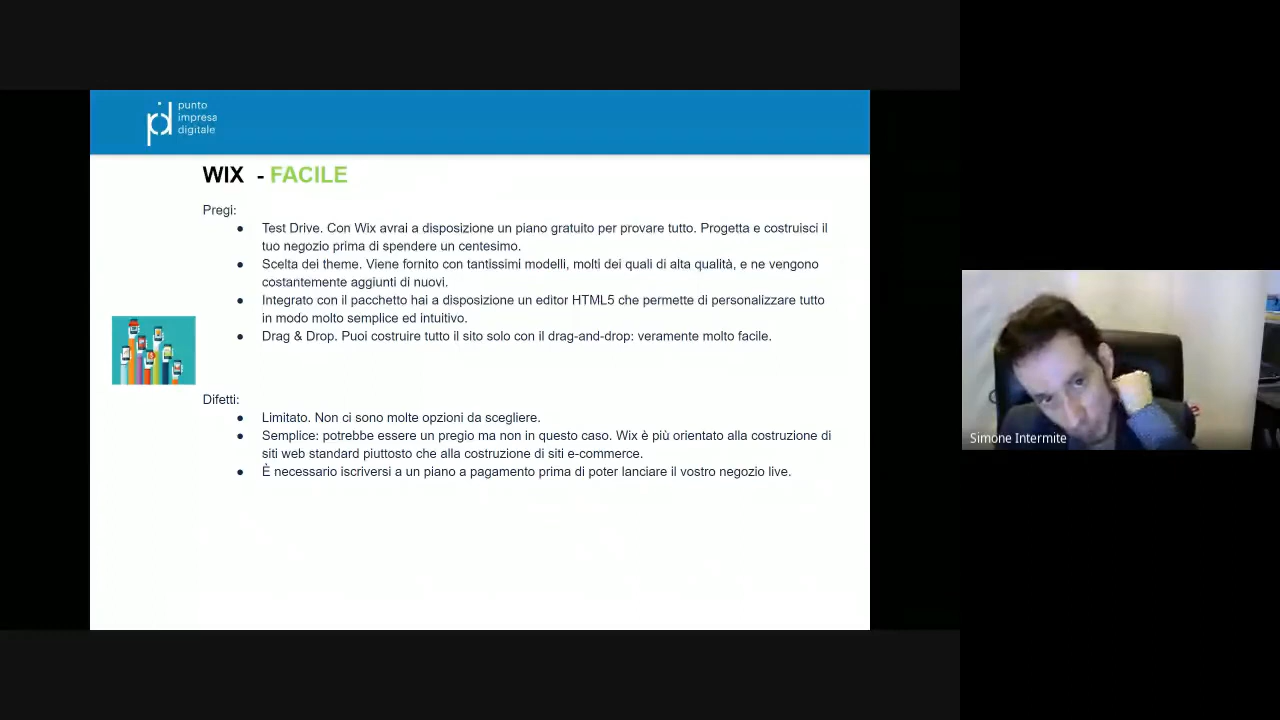 punto
impresa
digitale
WIX - FACILE
Pregi:
● Test Drive. Con Wix avrai a disposizione un piano gratuito per provare tutto. Progetta e costruisci il
tuo negozio prima di spendere un centesimo.
● Scelta dei theme. Viene fornito con tantissimi modelli, molti dei quali di alta qualità, e ne vengono
costantemente aggiunti di nuovi.
● Integrato con il pacchetto hai a disposizione un editor HTML5 che permette di personalizzare tutto
in modo molto semplice ed intuitivo.
● Drag & Drop. Puoi costruire tutto il sito solo con il drag-and-drop: veramente molto facile.
Difetti:
● Limitato. Non ci sono molte opzioni da scegliere.
● Semplice: potrebbe essere un pregio ma non in questo caso. Wix è più orientato alla costruzione di
siti web standard piuttosto che alla costruzione di siti e-commerce.
● È necessario iscriversi a un piano a pagamento prima di poter lanciare il vostro negozio live.
Simone Intermite